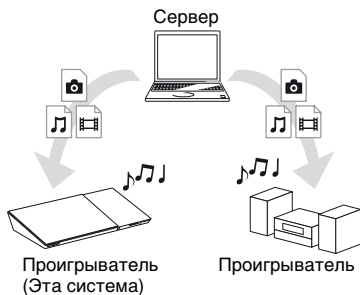 Сервер
Проигрыватель
(Эта система)
Проигрыватель